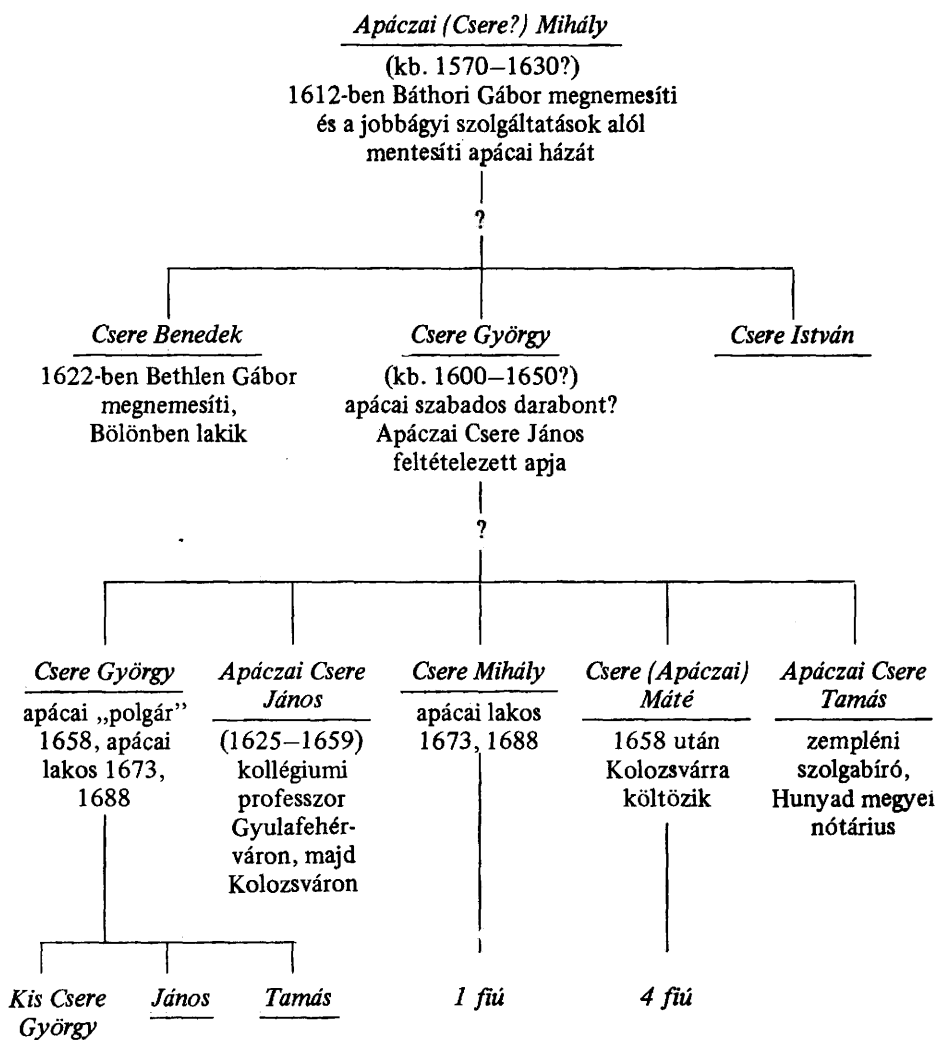 Apáczai (Csere?) Mihály
(kb. 1570–1630?)
1612-ben Báthori Gábor megnemesíti
és a jobbágyi szolgáltatások alól
mentesíti apácai házát
?
Csere Benedek
1622-ben Bethlen Gábor
megnemesíti,
Bölönben lakik
Csere György
(kb. 1600–1650?)
apácai szabados darabont?
Apáczai Csere János
feltételezett apja
Csere István
?
Csere György
apácai „polgár”
1658, apácai
lakos 1673,
1688
Apáczai Csere
János
(1625–1659)
kollégiumi
professzor
Gyulafehér-
váron, majd
Kolozsváron
Csere Mihály
apácai lakos
1673, 1688
Csere (Apáczai)
Máté
1658 után
Kolozsvárra
költözik
Apáczai Csere
Tamás
zempléni
szolgabíró,
Hunyad megyei
nótárius
Kis Csere
György
János
Tamás
1 fiú
4 fiú